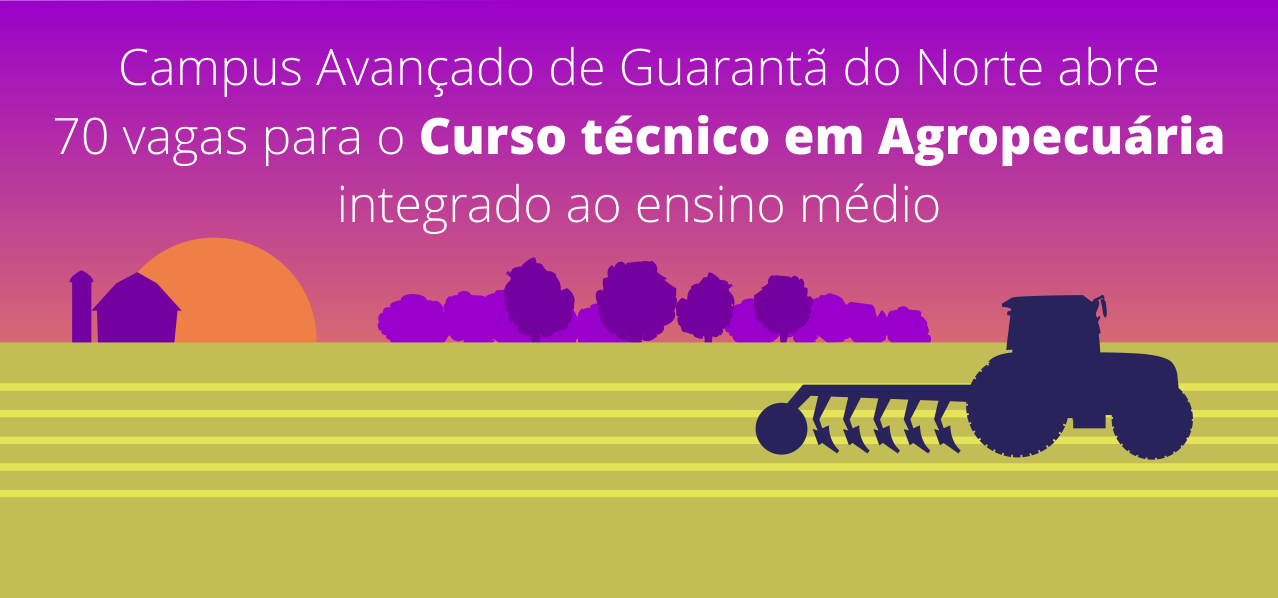 Campus Avançado de Guarantã do Norte abre
70 vagas para o Curso técnico em Agropecuária
integrado ao ensino médio